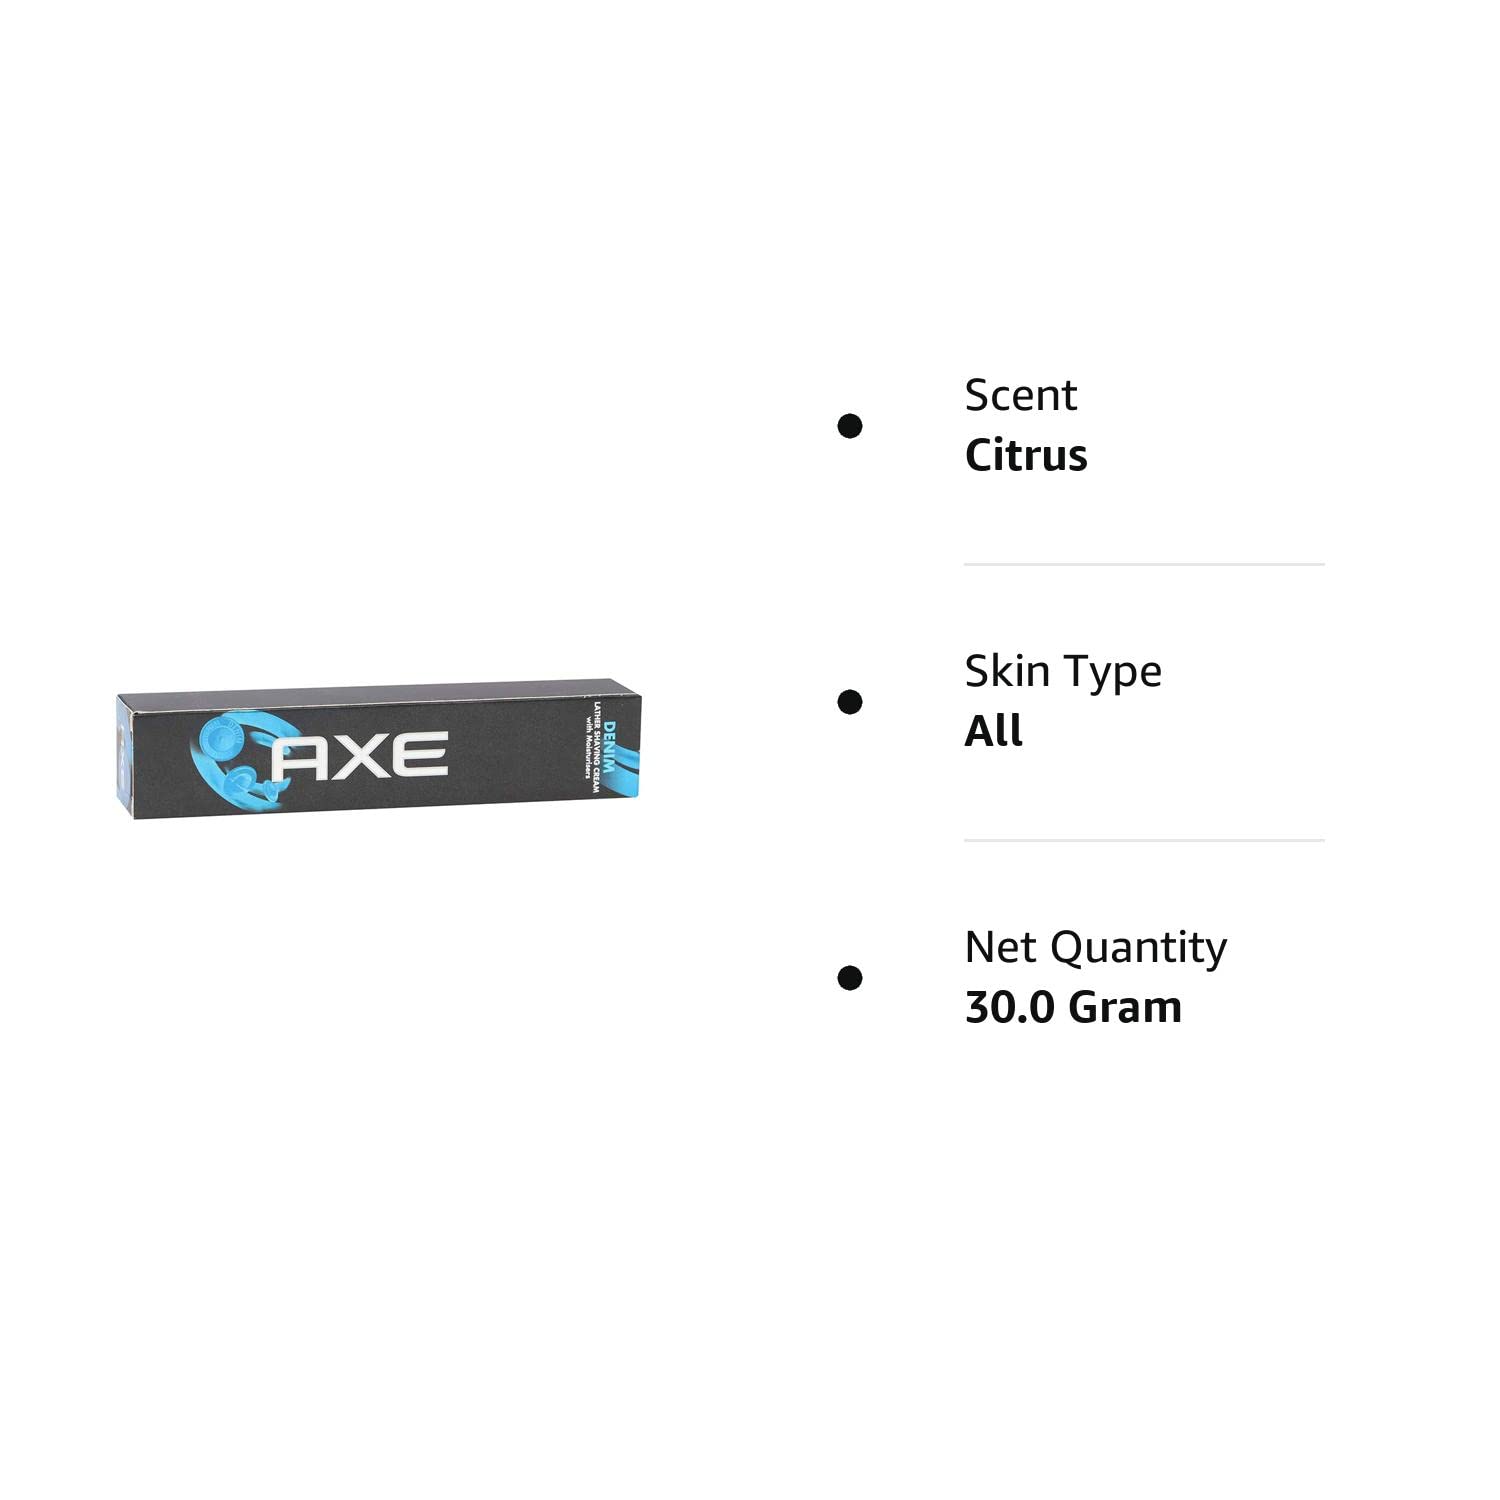 AXE
DENIM
LATHER SHAVING CREAM
with Moisturisers
Scent
Citrus
Skin Type
All
Net Quantity
30.0 Gram